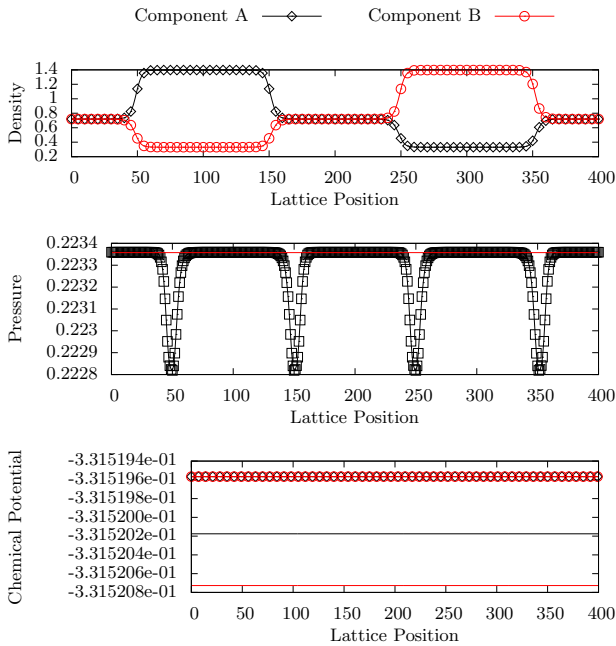 Component A Component B
1.4
1.2
1
0.8
0.6
0.4
0.2
Density
0 50 100 150 200 250 300 350 400
Lattice Position
0.2234
0.2233
0.2232
0.2231
0.223
0.2229
0.2228
Pressure
0 50 100 150 200 250 300 350 400
Lattice Position
-3.315194e-01
-3.315196e-01
-3.315198e-01
-3.315200e-01
-3.315202e-01
-3.315204e-01
-3.315206e-01
-3.315208e-01
Chemical Potential
0 50 100 150 200 250 300 350 400
Lattice Position